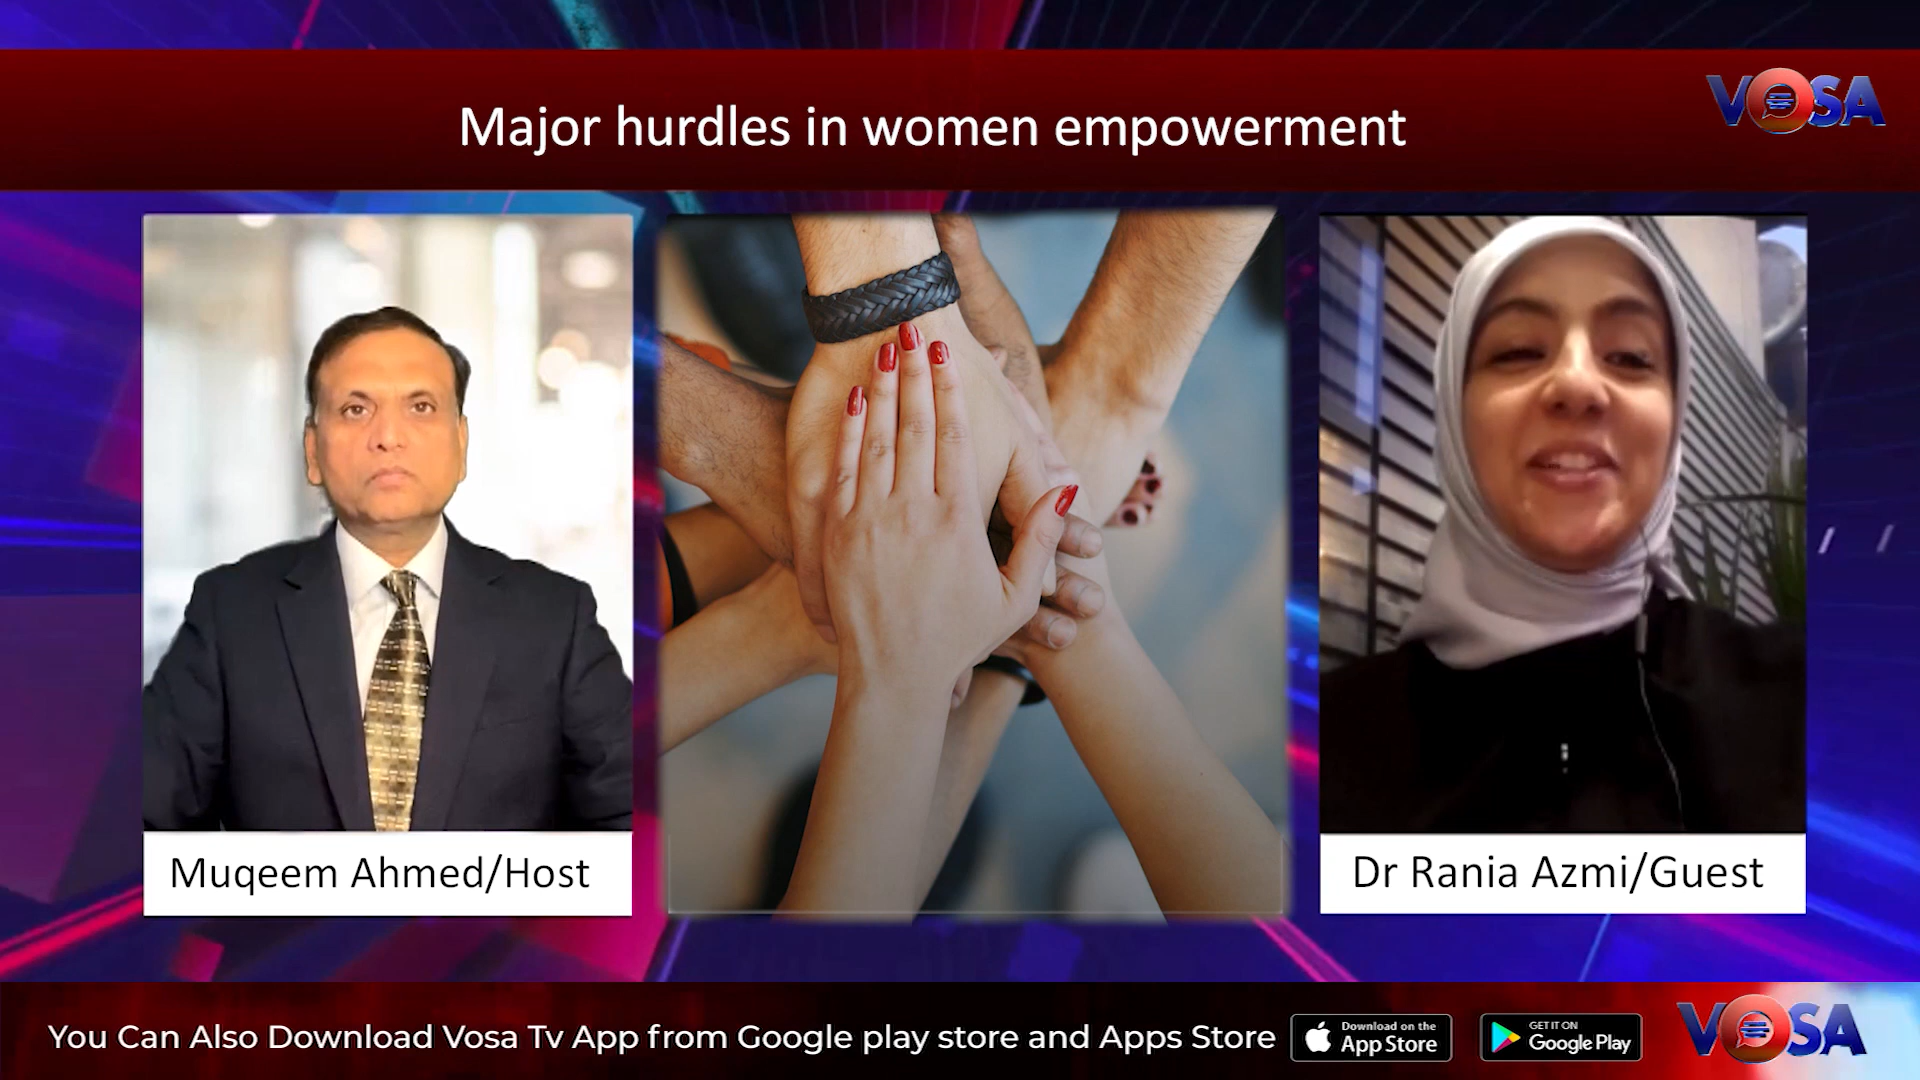 Major hurdles in women empowerment
VOSA
Muqeem Ahmed/Host
Dr Rania Azmi/Guest
You Can Also Download Vosa Tv App from Google play store and Apps Store
Download on the
App Store
GET IT ON
Google Play
VOSA